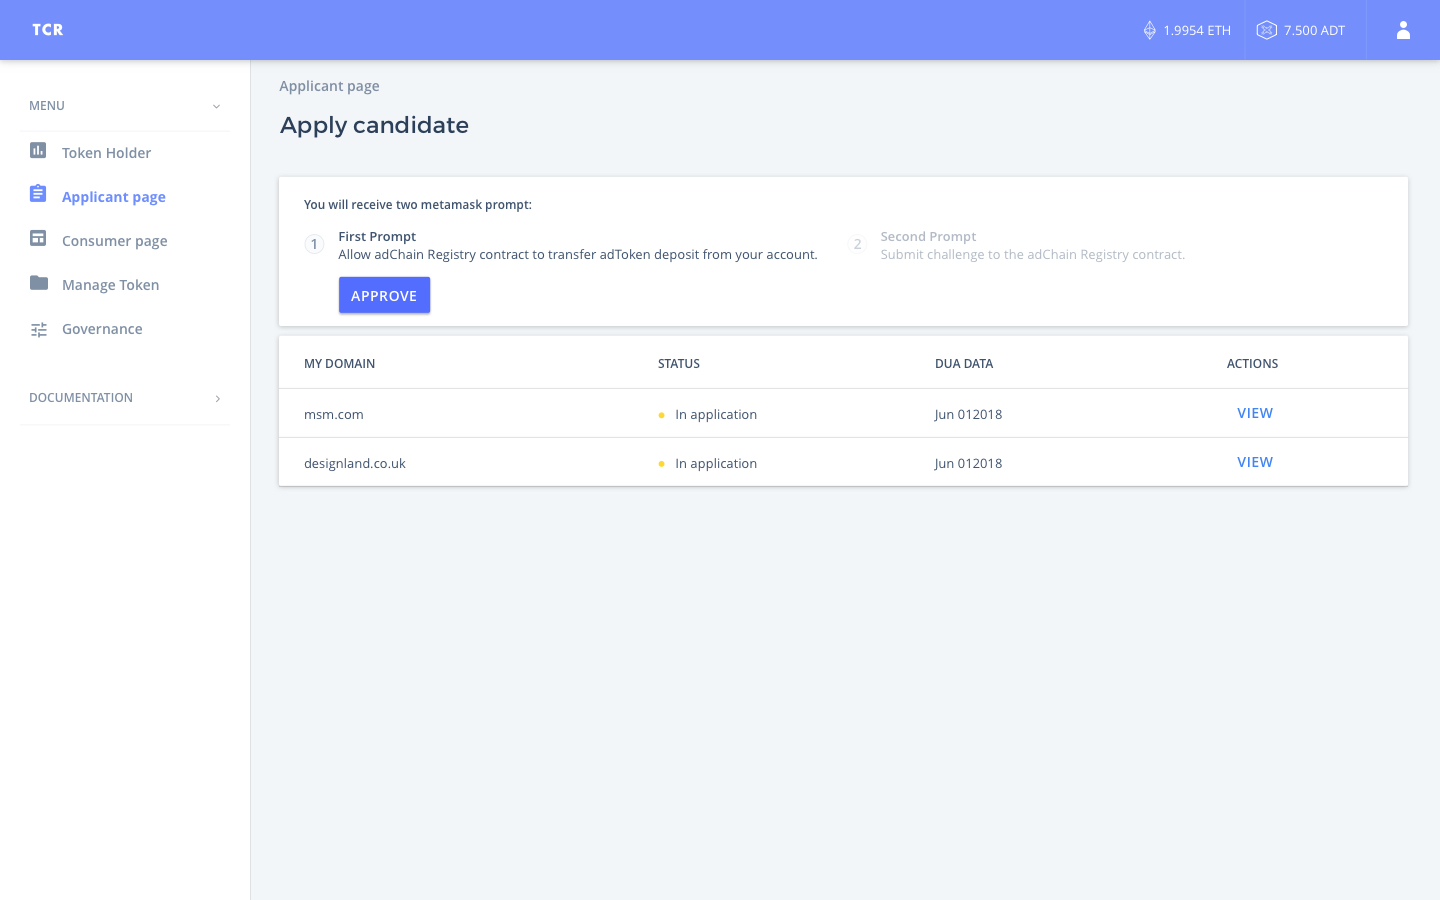 TCR
1.9954 ETH
7.500 ADT
MENU
Token Holder
Applicant page
Consumer page
Manage Token
Governance
DOCUMENTATION
Applicant page
Apply candidate
You will receive two metamask prompt:
1
First Prompt
Allow adChain Registry contract to transfer adToken deposit from your account.
APPROVE
2
Second Prompt
Submit challenge to the adChain Registry contract.
MY DOMAIN STATUS DUA DATA ACTIONS
msm.com In application Jun 012018 VIEW
designland.co.uk In application Jun 012018 VIEW